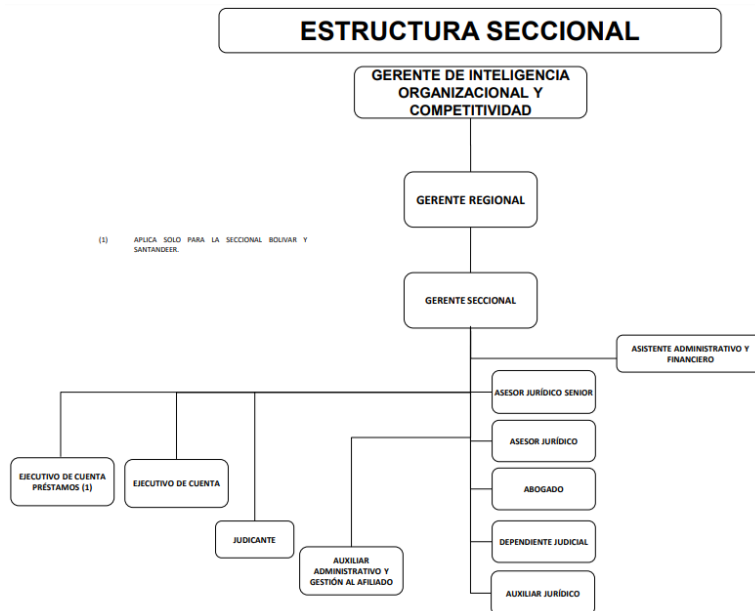 ESTRUCTURA SECCIONAL
GERENTE DE INTELIGENCIA
ORGANIZACIONAL Y
COMPETITIVIDAD
GERENTE REGIONAL
(1) APLICA SOLO PARA LA SECCIONAL BOLIVAR Y
SANTANDEER.
GERENTE SECCIONAL
ASISTENTE ADMINISTRATIVO Y
FINANCIERO
ASESOR JURÍDICO SENIOR
ASESOR JURÍDICO
EJECUTIVO DE CUENTA
PRÉSTAMOS (1)
EJECUTIVO DE CUENTA
ABOGADO
JUDICANTE
DEPENDIENTE JUDICIAL
AUXILIAR
ADMINISTRATIVO Y
GESTIÓN AL AFILIADO
AUXILIAR JURÍDICO